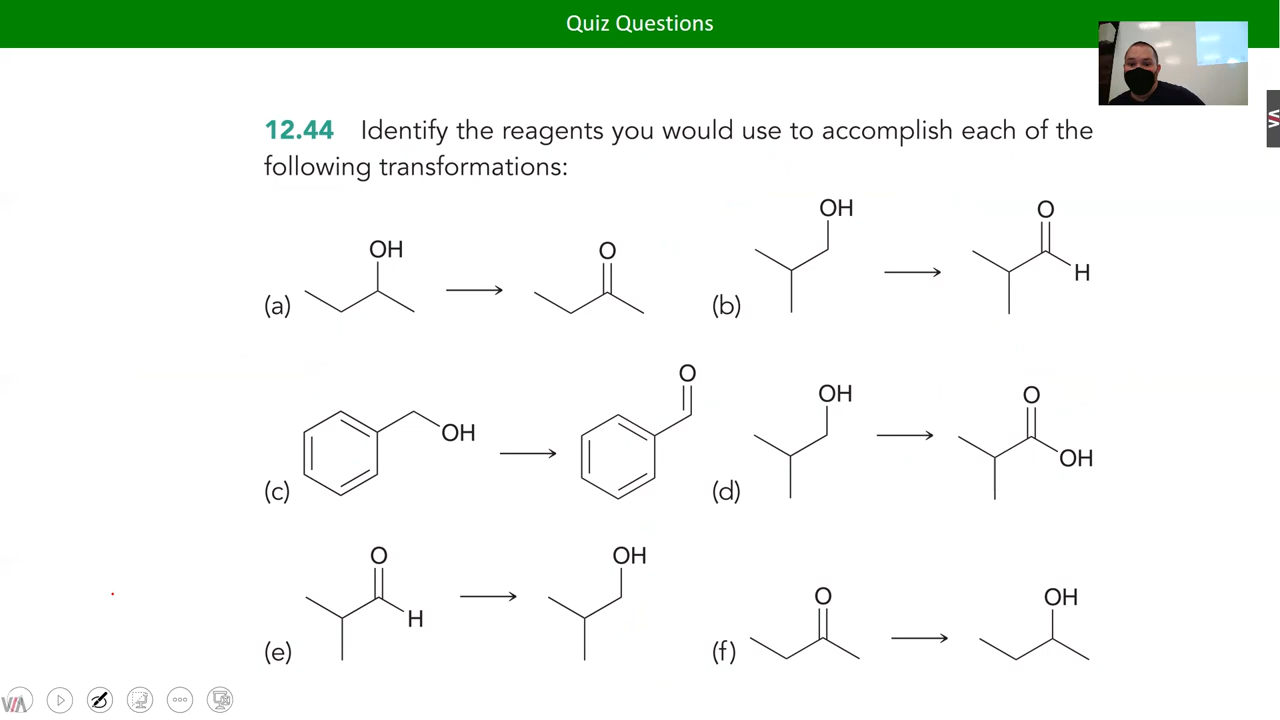 Quiz Questions
12.44 Identify the reagents you would use to accomplish each of the
following transformations:
(a) OH O
(b) OH O H
(c) OH O
(d) OH O OH
(e) O H OH
(f) O OH
VIA